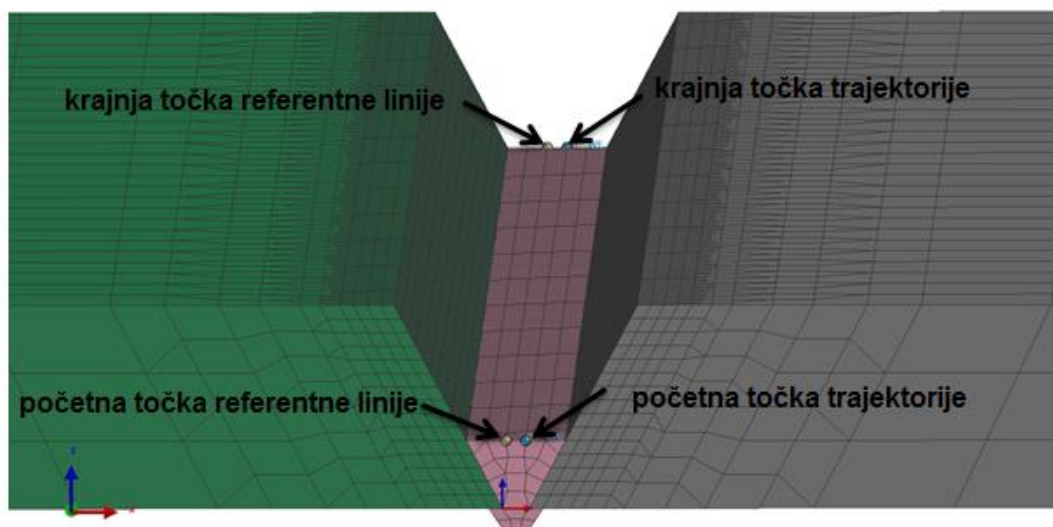 krajnja točka referentne linije
krajnja točka trajektorije
početna točka referentne linije
početna točka trajektorije